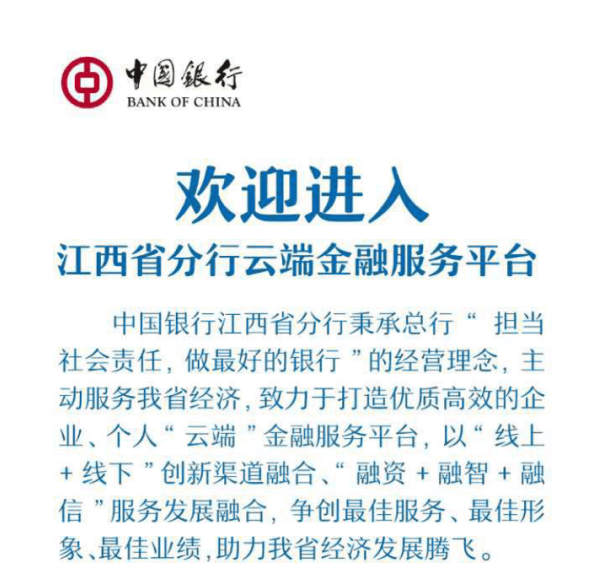 中国银行
BANK OF CHINA
欢迎进入
江西省分行云端金融服务平台
中国银行江西省分行秉承总行“担当
社会责任，做最好的银行”的经营理念，主
动服务我省经济，致力于打造优质高效的企
业、个人“云端”金融服务平台，以“线上
+线下”创新渠道融合、“融资+融智+融
信”服务发展融合，争创最佳服务、最佳形
象、最佳业绩，助力我省经济发展腾飞。